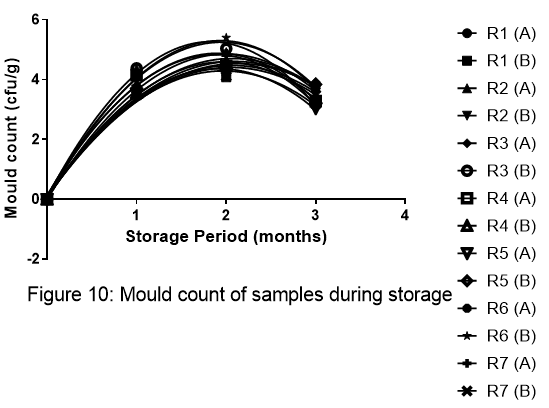 6
4
2
0
-2
1
2
3
4
Mould count (cfu/g)
Storage Period (months)
Figure 10: Mould count of samples during storage
R1 (A)
R1 (B)
R2 (A)
R2 (B)
R3 (A)
R3 (B)
R4 (A)
R4 (B)
R5 (A)
R5 (B)
R6 (A)
R6 (B)
R7 (A)
R7 (B)